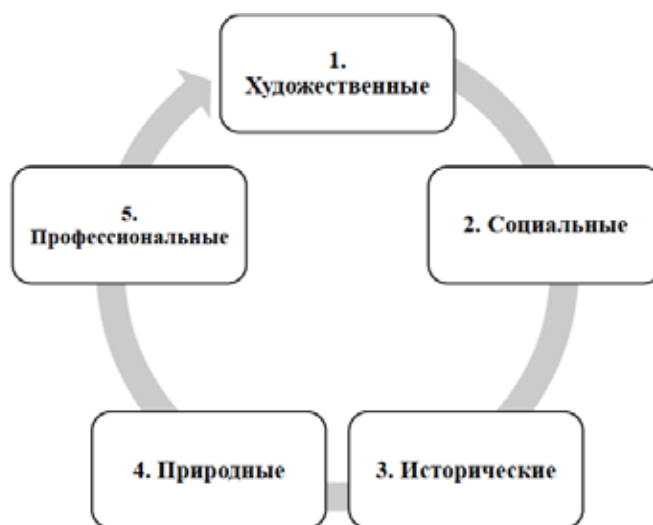 1.
Художественные
2. Социальные
3. Исторические
4. Природные
5.
Профессиональные